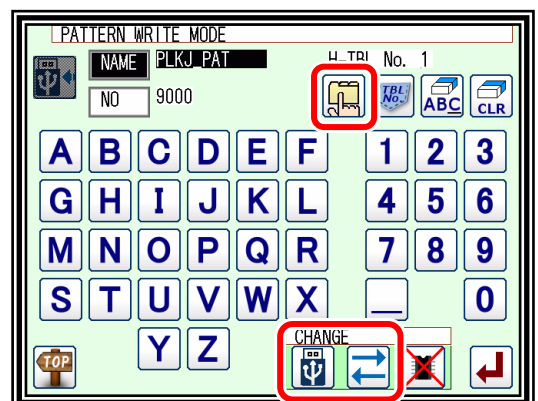 PATTERN WRITE MODE
NAME PLKJ_PAT H-TBL No. 1
NO 9000 TBL No. ABC CLR
A B C D E F 1 2 3
G H I J K L 4 5 6
M N O P Q R 7 8 9
S T U V W X _ 0
Y Z CHANGE
TOP